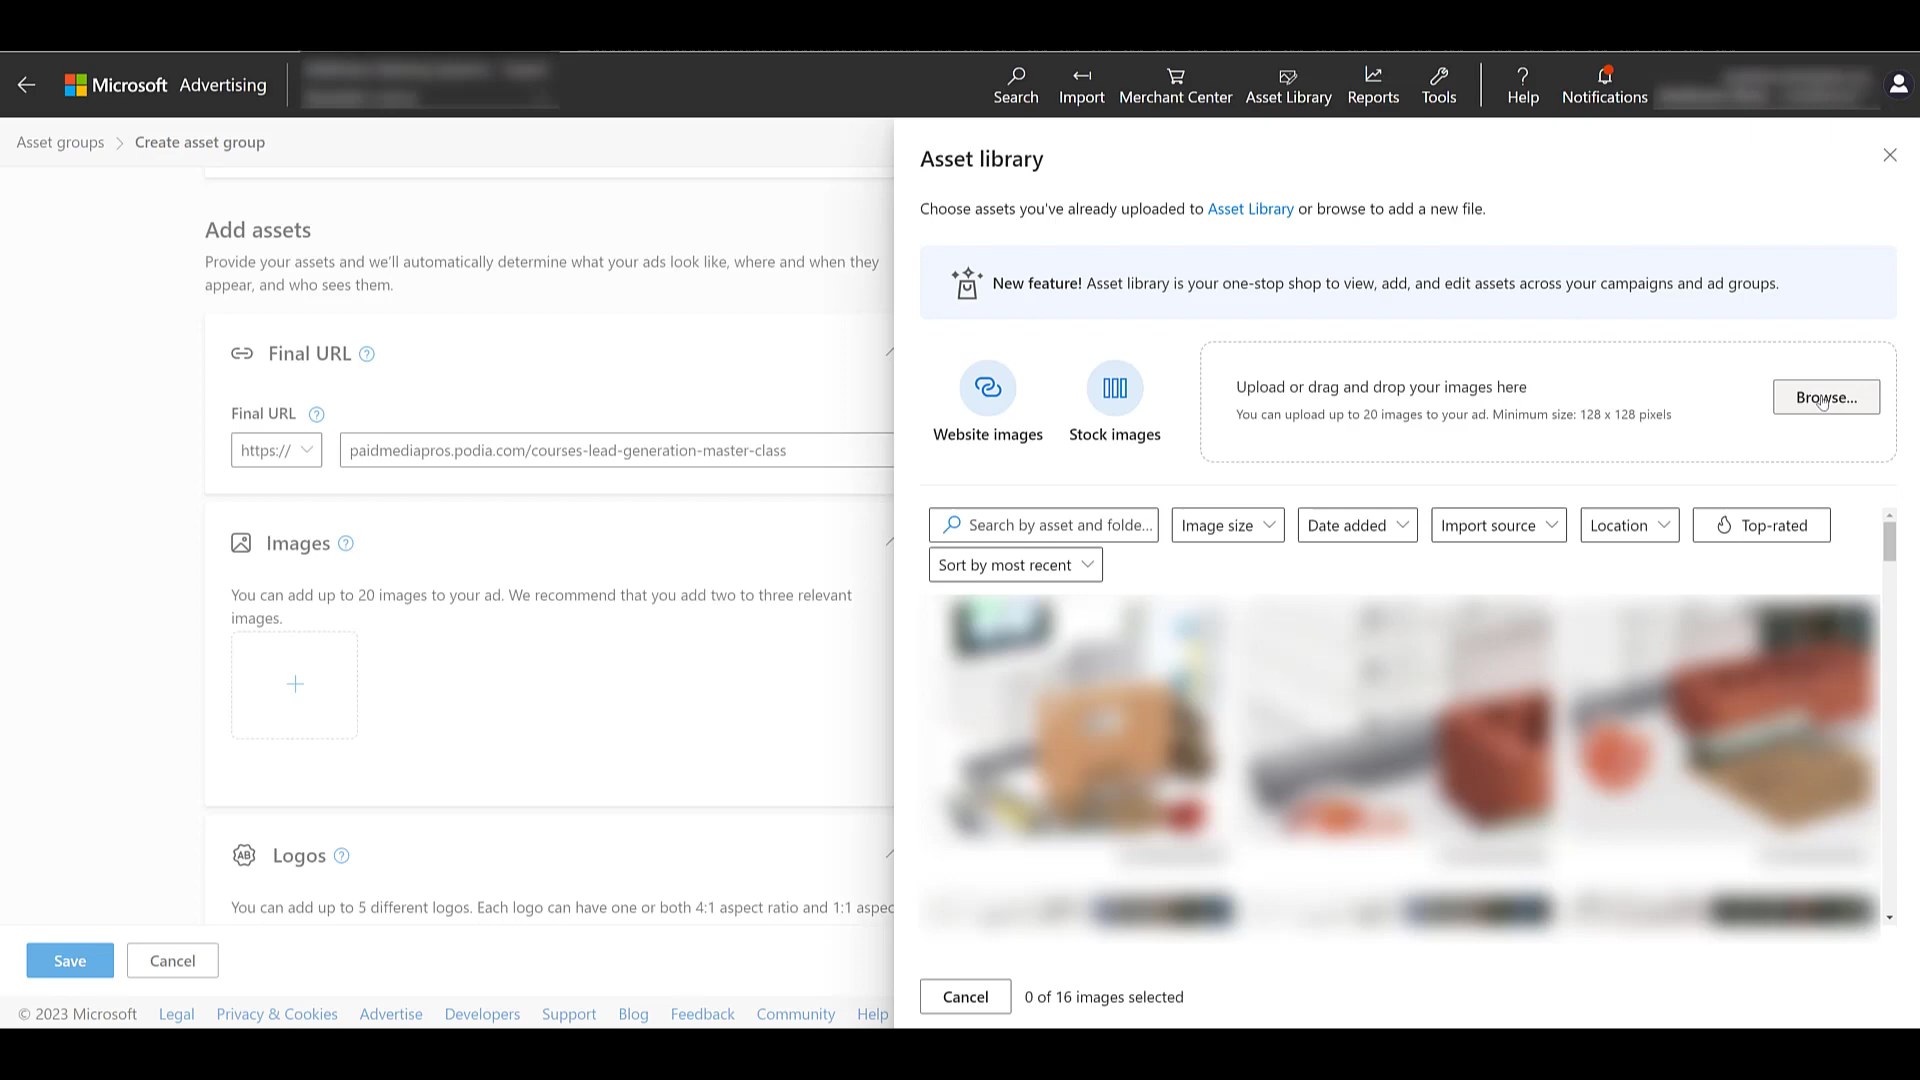 Microsoft Advertising
Search
Import
Merchant Center
Asset Library
Reports
Tools
Help
Notifications
Asset groups > Create asset group
Add assets
Provide your assets and we'll automatically determine what your ads look like, where and when they
appear, and who sees them.
Final URL
Final URL
https://
paidmediapros.podia.com/courses-lead-generation-master-class
Images
You can add up to 20 images to your ad. We recommend that you add two to three relevant
images.
Logos
You can add up to 5 different logos. Each logo can have one or both 4:1 aspect ratio and 1:1 aspec
Save
Cancel
© 2023 Microsoft
Legal
Privacy & Cookies
Advertise
Developers
Support
Blog
Feedback
Community
Help
Asset library
Choose assets you've already uploaded to Asset Library or browse to add a new file.
New feature! Asset library is your one-stop shop to view, add, and edit assets across your campaigns and ad groups.
Website images
Stock images
Upload or drag and drop your images here
You can upload up to 20 images to your ad. Minimum size: 128 x 128 pixels
Browse...
Search by asset and folde...
Image size
Date added
Import source
Location
Top-rated
Sort by most recent
Cancel
0 of 16 images selected